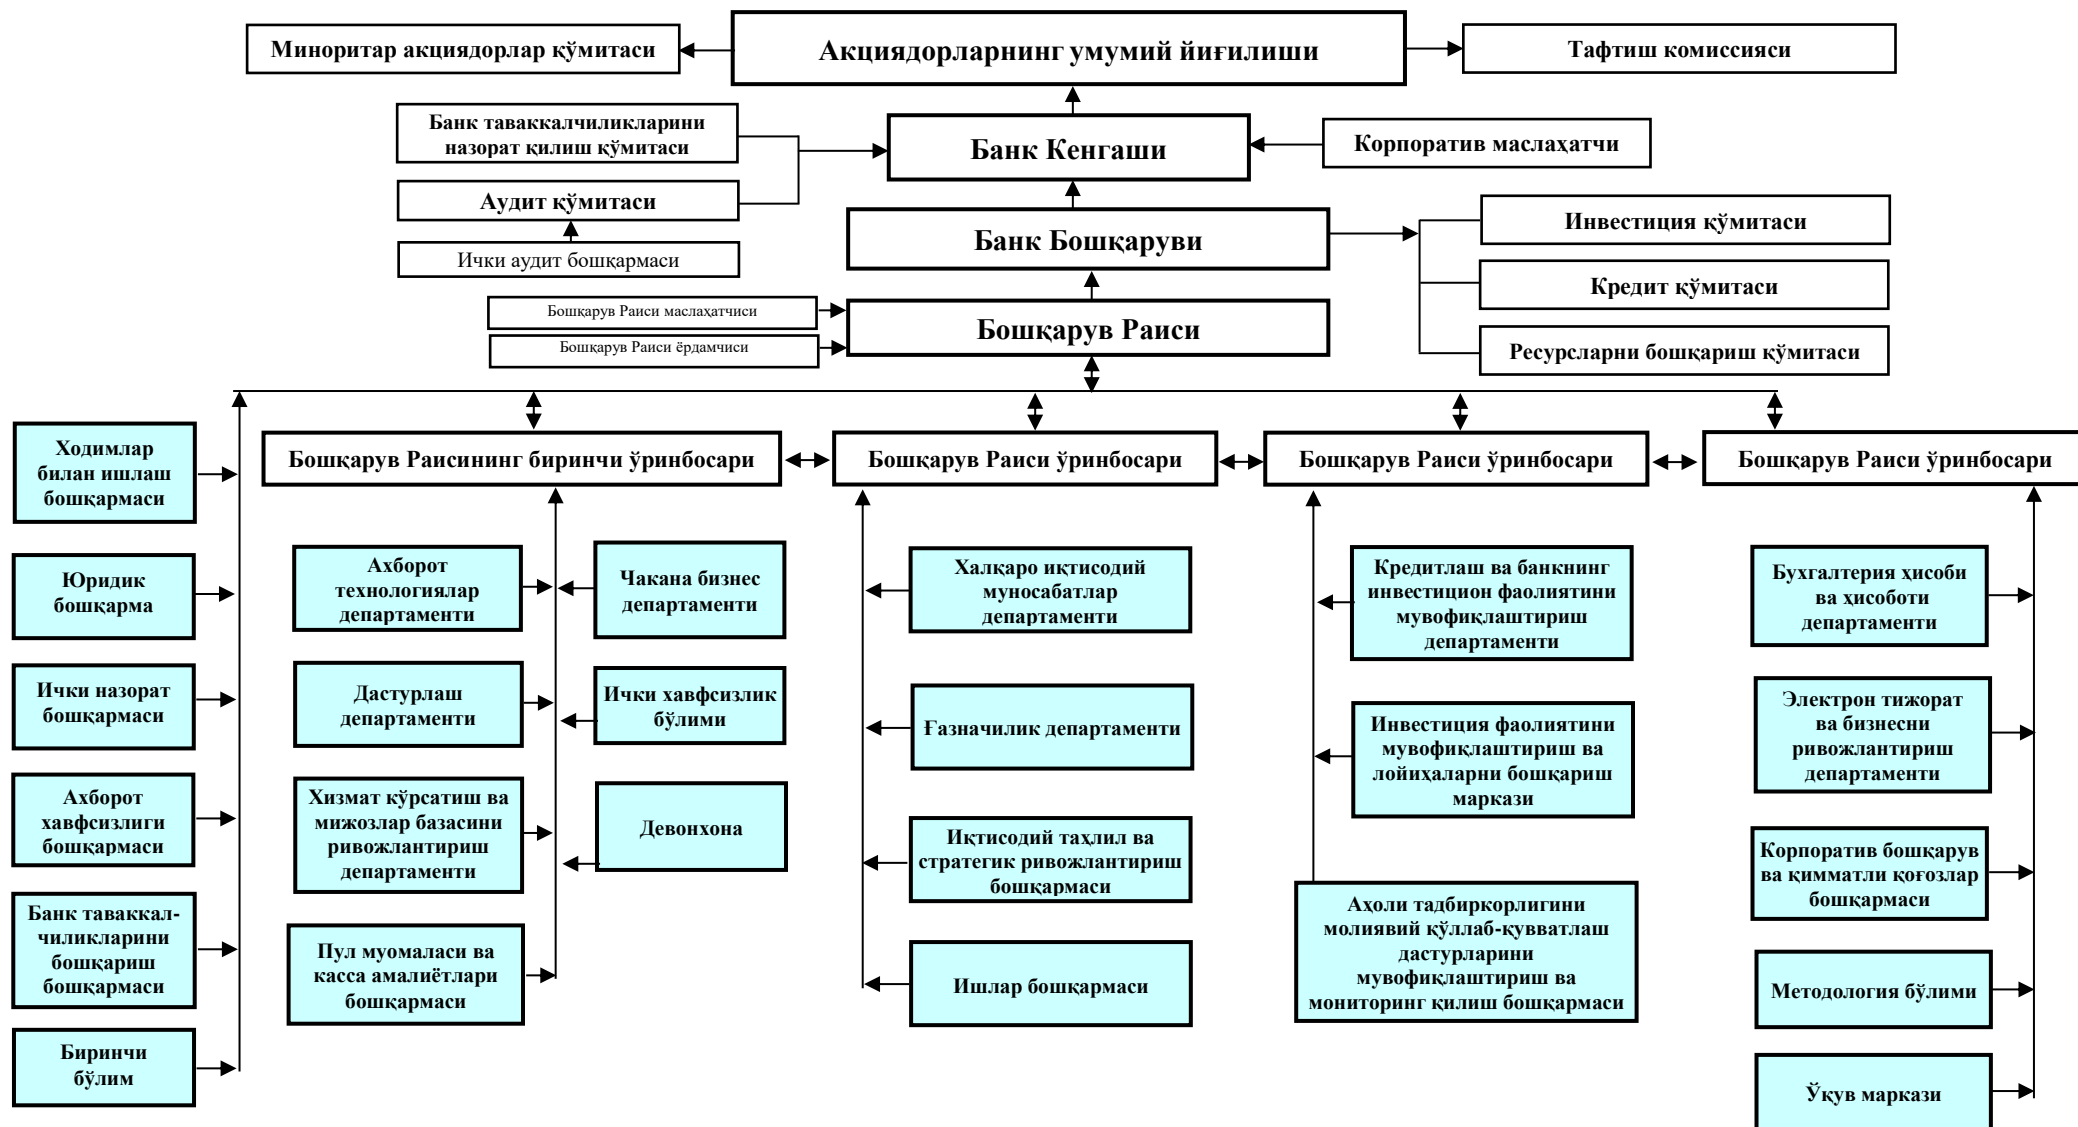 Миноритар акциядорлар қўмитаси
Акциядорларнинг умумий йиғилиши
Тафтиш комиссияси
Банк таваккалчиликларини
назорат қилиш қўмитаси
Банк Кенгаши
Корпоратив маслаҳатчи
Аудит қўмитаси
Ички аудит бошқармаси
Банк Бошқаруви
Инвестиция қўмитаси
Кредит қўмитаси
Ресурсларни бошқариш қўмитаси
Бошқарув Раиси маслаҳатчиси
Бошқарув Раиси ёрдамчиси
Бошқарув Раиси
Бошқарув Раисининг биринчи ўринбосари
Бошқарув Раиси ўринбосари
Бошқарув Раиси ўринбосари
Бошқарув Раиси ўринбосари
Ходимлар
билан ишлаш
бошқармаси
Юридик
бошқарма
Ички назорат
бошқармаси
Ахборот
хавфсизлиги
бошқармаси
Банк таваккал-
чиликларини
бошқариш
бошқармаси
Биринчи
бўлим
Ахборот
технологиялар
департаменти
Дастурлаш
департаменти
Хизмат кўрсатиш ва
мижозлар базасини
ривожлантириш
департаменти
Пул муомаласи ва
касса амалиётлари
бошқармаси
Чакана бизнес
департаменти
Ички хавфсизлик
бўлими
Девонхона
Халқаро иқтисодий
муносабатлар
департаменти
Ғазначилик департаменти
Иқтисодий таҳлил ва
стратегик ривожлантириш
бошқармаси
Ишлар бошқармаси
Кредитлаш ва банкнинг
инвестицион фаолиятини
мувофиқлаштириш
департаменти
Инвестиция фаолиятини
мувофиқлаштириш ва
лойиҳаларни бошқариш
маркази
Аҳоли тадбиркорлигини
молиявий қўллаб-қувватлаш
дастурларини
мувофиқлаштириш ва
мониторинг қилиш бошқармаси
Бухгалтерия ҳисоби
ва ҳисоботи
департаменти
Электрон тижорат
ва бизнесни
ривожлантириш
департаменти
Корпоратив бошқарув
ва қимматли қоғозлар
бошқармаси
Методология бўлими
Ўқув маркази